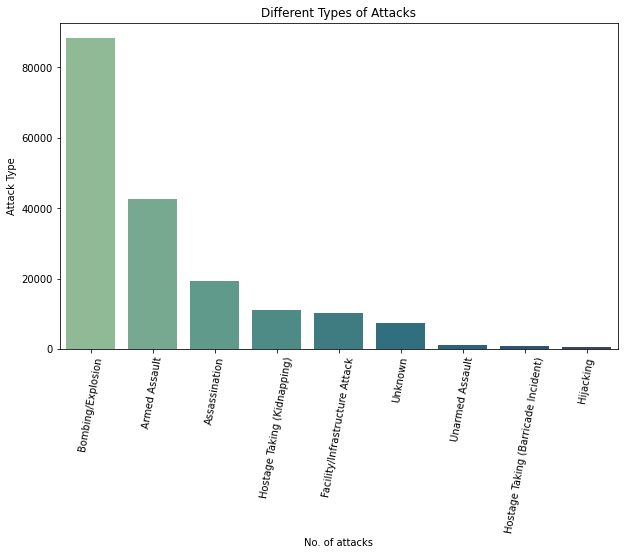 Different Types of Attacks
Attack Type
80000
60000
40000
20000
0
Bombing/Explosion
Armed Assault
Assassination
Hostage Taking (Kidnapping)
Facility/Infrastructure Attack
Unknown
Unarmed Assault
Hostage Taking (Barricade Incident)
Hijacking
No. of attacks